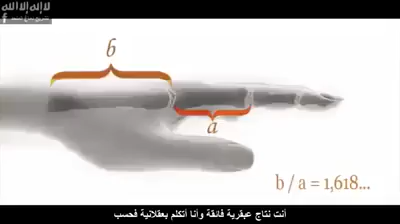 لا إله إلا الله
b
a
b / a = 1,618...
أنت نتاج عبقرية فائقة وأنا أتكلم بعقلانية فحسب